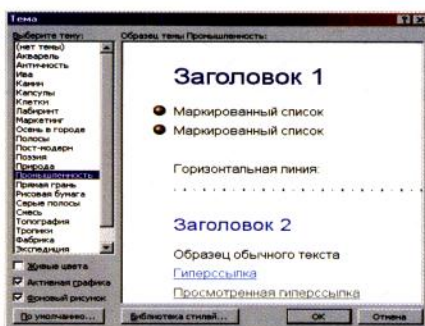 Тема
Выберите тему:
(нет темы)
Акварель
Античность
Ива
Камин
Капсулы
Клетки
Лабиринт
Маркетинг
Осень в городе
Полосы
Пост-модерн
Поэзия
Природа
Промышленность
Прямая грань
Рисовая бумага
Серые полосы
Смесь
Топография
Тропики
Фабрика
Экспедиция
Живые цвета
Активная графика
Фоновый рисунок
По умолчанию...
Образец темы Промышленность:
Заголовок 1
Маркированный список
Маркированный список
Горизонтальная линия:
Заголовок 2
Образец обычного текста
Гиперссылка
Просмотренная гиперссылка
Библиотека стилей...
ОК
Отмена